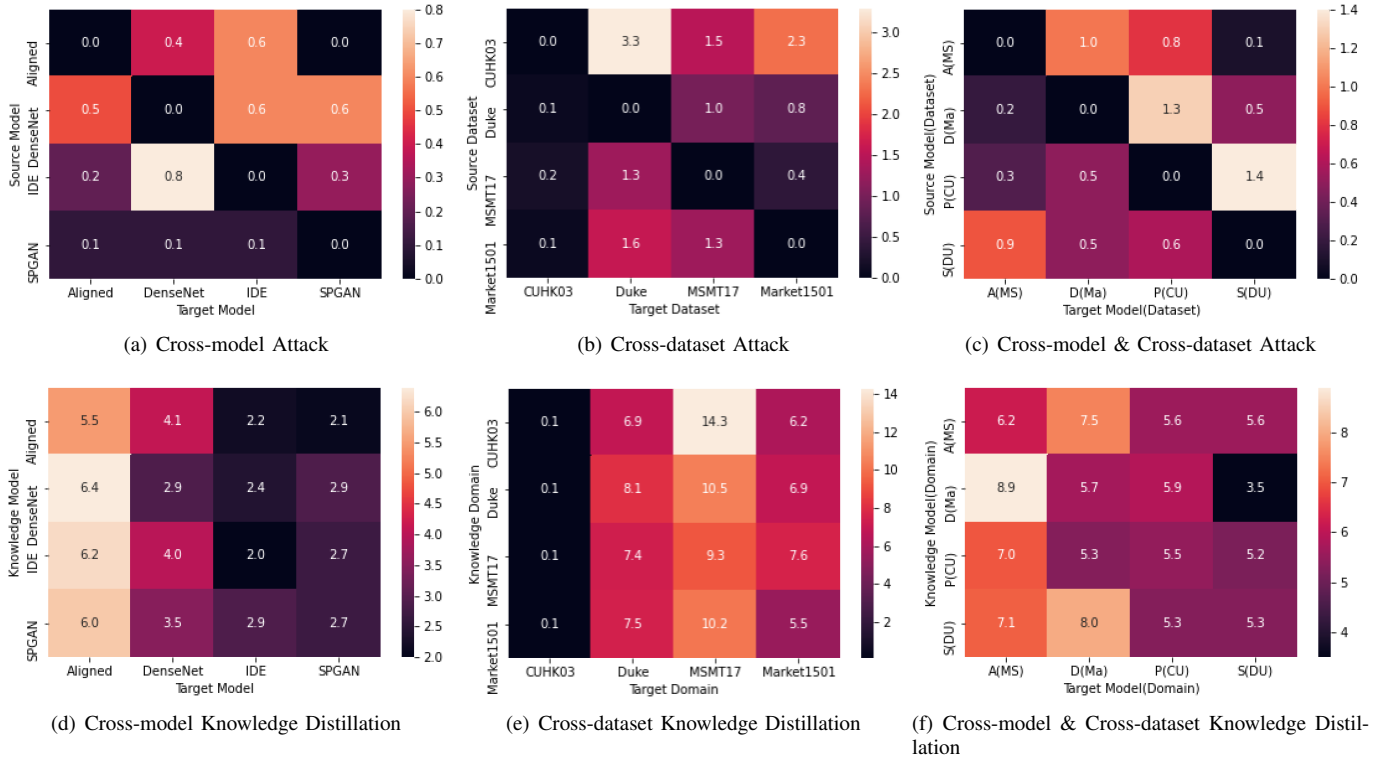 0.0 0.4 0.6 0.0
0.5 0.0 0.6 0.6
0.2 0.8 0.0 0.3
0.1 0.1 0.1 0.0
Aligned
DenseNet
IDE
SPGAN
Source Model
Aligned DenseNet IDE SPGAN
Target Model
0.8
0.7
0.6
0.5
0.4
0.3
0.2
0.1
0.0
(a) Cross-model Attack
0.0 3.3 1.5 2.3
0.1 0.0 1.0 0.8
0.2 1.3 0.0 0.4
0.1 1.6 1.3 0.0
CUHK03
Duke
MSMT17
Market1501
Source Dataset
CUHK03 Duke MSMT17 Market1501
Target Dataset
3.0
2.5
2.0
1.5
1.0
0.5
0.0
(b) Cross-dataset Attack
0.0 1.0 0.8 0.1
0.2 0.0 1.3 0.5
0.3 0.5 0.0 1.4
0.9 0.5 0.6 0.0
A(MS)
D(Ma)
P(CU)
S(DU)
Source Model(Dataset)
A(MS) D(Ma) P(CU) S(DU)
Target Model(Dataset)
1.4
1.2
1.0
0.8
0.6
0.4
0.2
0.0
(c) Cross-model & Cross-dataset Attack
5.5 4.1 2.2 2.1
6.4 2.9 2.4 2.9
6.2 4.0 2.0 2.7
6.0 3.5 2.9 2.7
Aligned
DenseNet
IDE
SPGAN
Knowledge Model
Aligned DenseNet IDE SPGAN
Target Model
6.0
5.5
5.0
4.5
4.0
3.5
3.0
2.5
2.0
(d) Cross-model Knowledge Distillation
0.1 6.9 14.3 6.2
0.1 8.1 10.5 6.9
0.1 7.4 9.3 7.6
0.1 7.5 10.2 5.5
CUHK03
Duke
MSMT17
Market1501
Knowledge Domain
CUHK03 Duke MSMT17 Market1501
Target Domain
14
12
10
8
6
4
2
(e) Cross-dataset Knowledge Distillation
6.2 7.5 5.6 5.6
8.9 5.7 5.9 3.5
7.0 5.3 5.5 5.2
7.1 8.0 5.3 5.3
A(MS)
D(Ma)
P(CU)
S(DU)
Knowledge Model(Domain)
A(MS) D(Ma) P(CU) S(DU)
Target Model(Domain)
8
7
6
5
4
(f) Cross-model & Cross-dataset Knowledge Distil-
lation